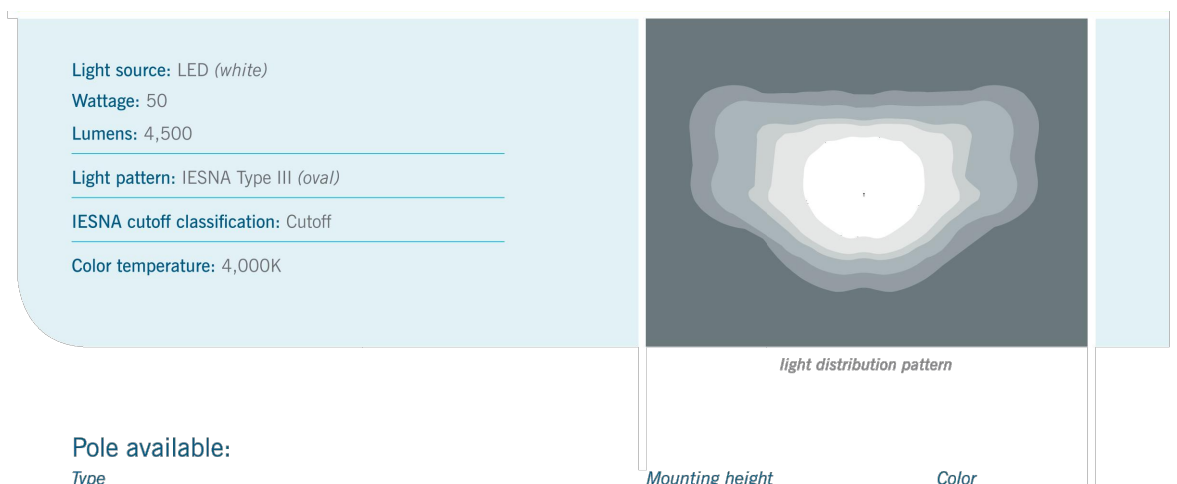 Light source: LED (white)
Wattage: 50
Lumens: 4,500
Light pattern: IESNA Type III (oval)
IESNA cutoff classification: Cutoff
Color temperature: 4,000K
light distribution pattern
Pole available:
Type
Mounting height
Color